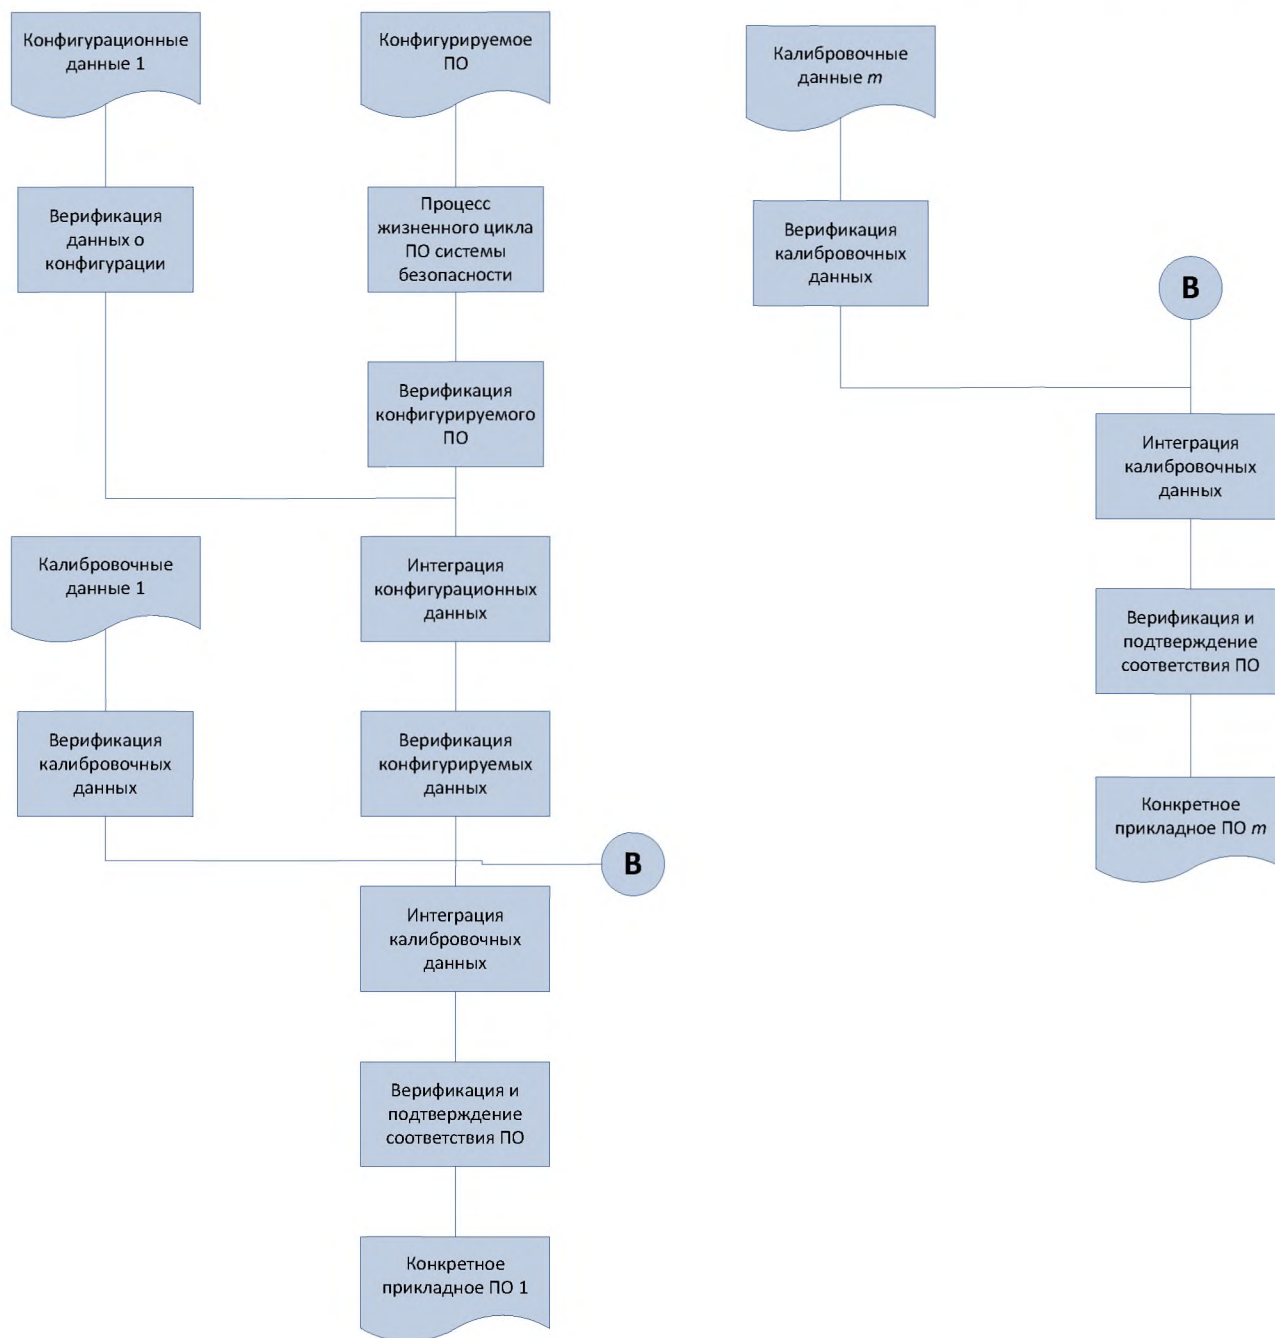 Конфигурационные
данные 1
Конфигурируемое
ПО
Калибровочные
данные m
Верификация
данных о
конфигурации
Процесс
жизненного цикла
ПО системы
безопасности
Верификация
калибровочных
данных
В
Верификация
конфигурируемого
ПО
Интеграция
калибровочных
данных
Калибровочные
данные 1
Интеграция
конфигурационных
данных
Верификация и
подтверждение
соответствия ПО
Верификация
калибровочных
данных
Верификация
конфигурируемых
данных
Конкретное
прикладное ПО m
В
Интеграция
калибровочных
данных
Верификация и
подтверждение
соответствия ПО
Конкретное
прикладное ПО 1